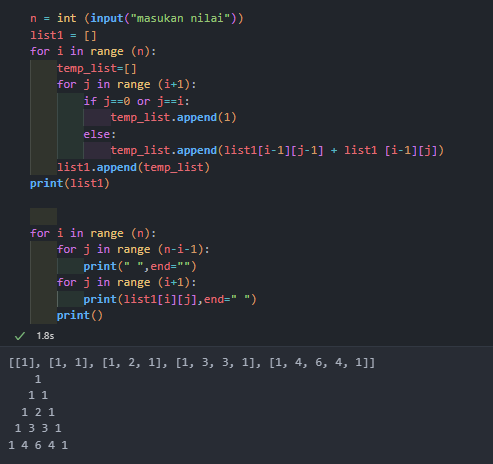 n = int (input("masukan nilai"))
list1 = []
for i in range (n):
    temp_list=[]
    for j in range (i+1):
        if j==0 or j==i:
            temp_list.append(1)
        else:
            temp_list.append(list1[i-1][j-1] + list1 [i-1][j])
    list1.append(temp_list)
print(list1)
for i in range (n):
    for j in range (n-i-1):
        print(" ",end="")
    for j in range (i+1):
        print(list1[i][j],end=" ")
    print()
✓ 1.8s
[[1], [1, 1], [1, 2, 1], [1, 3, 3, 1], [1, 4, 6, 4, 1]]
    1
   1 1
  1 2 1
 1 3 3 1
1 4 6 4 1